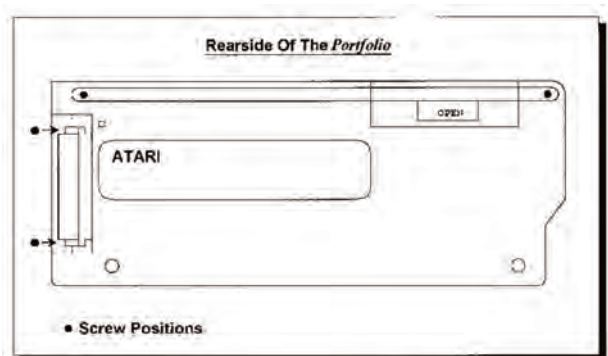 Rearside Of The Portfolio
OPEN
ATARI
• Screw Positions